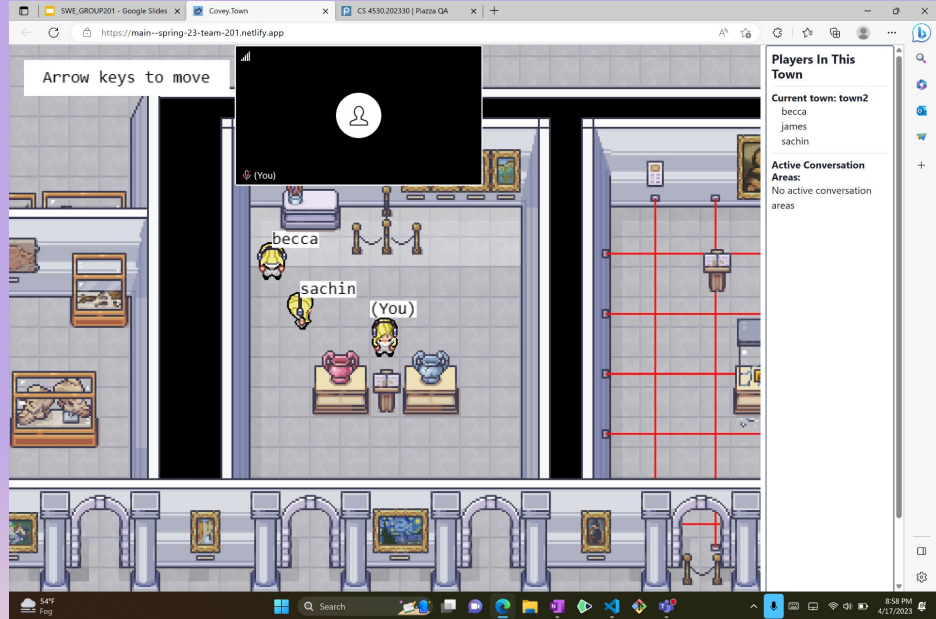 SWE_GROUP201 - Google Slides
Covey.Town
CS 4530.202330 | Piazza QA
https://main--spring-23-team-201.netlify.app
Arrow keys to move
(You)
becca
sachin
(You)
Players In This
Town
Current town: town2
becca
james
sachin
Active Conversation
Areas:
No active conversation
areas
54°F
Fog
Search
8:58 PM
4/17/2023